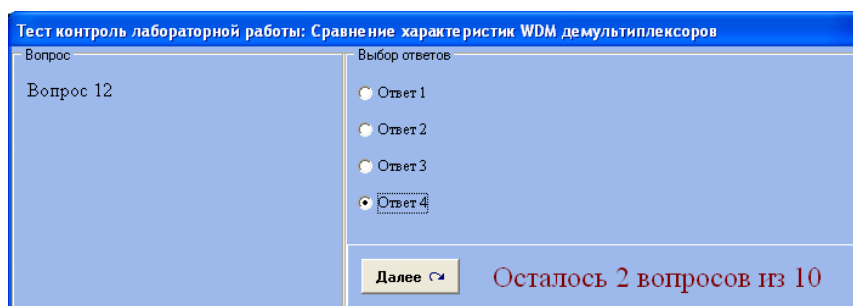 Тест контроль лабораторной работы: Сравнение характеристик WDM демультиплексоров
Вопрос
Вопрос 12
Выбор ответов
Ответ 1
Ответ 2
Ответ 3
Ответ 4
Далее
Осталось 2 вопросов из 10